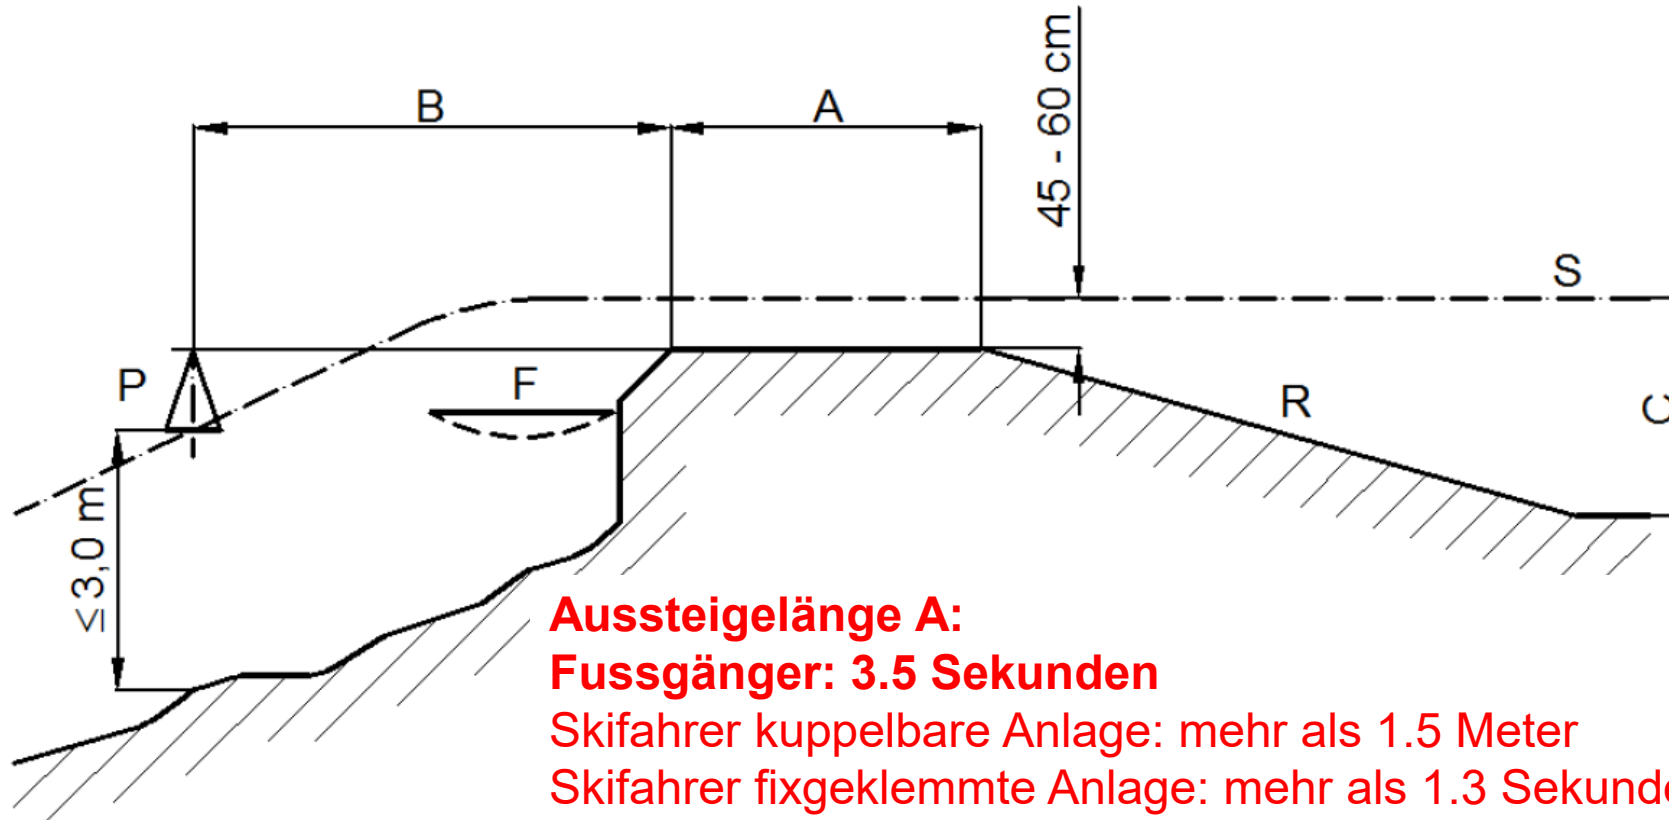 B
A
45 - 60 cm
S
P
F
R
C
≤ 3,0 m
Aussteigelänge A:
Fussgänger: 3.5 Sekunden
Skifahrer kuppelbare Anlage: mehr als 1.5 Meter
Skifahrer fixgeklemmte Anlage: mehr als 1.3 Sekunde